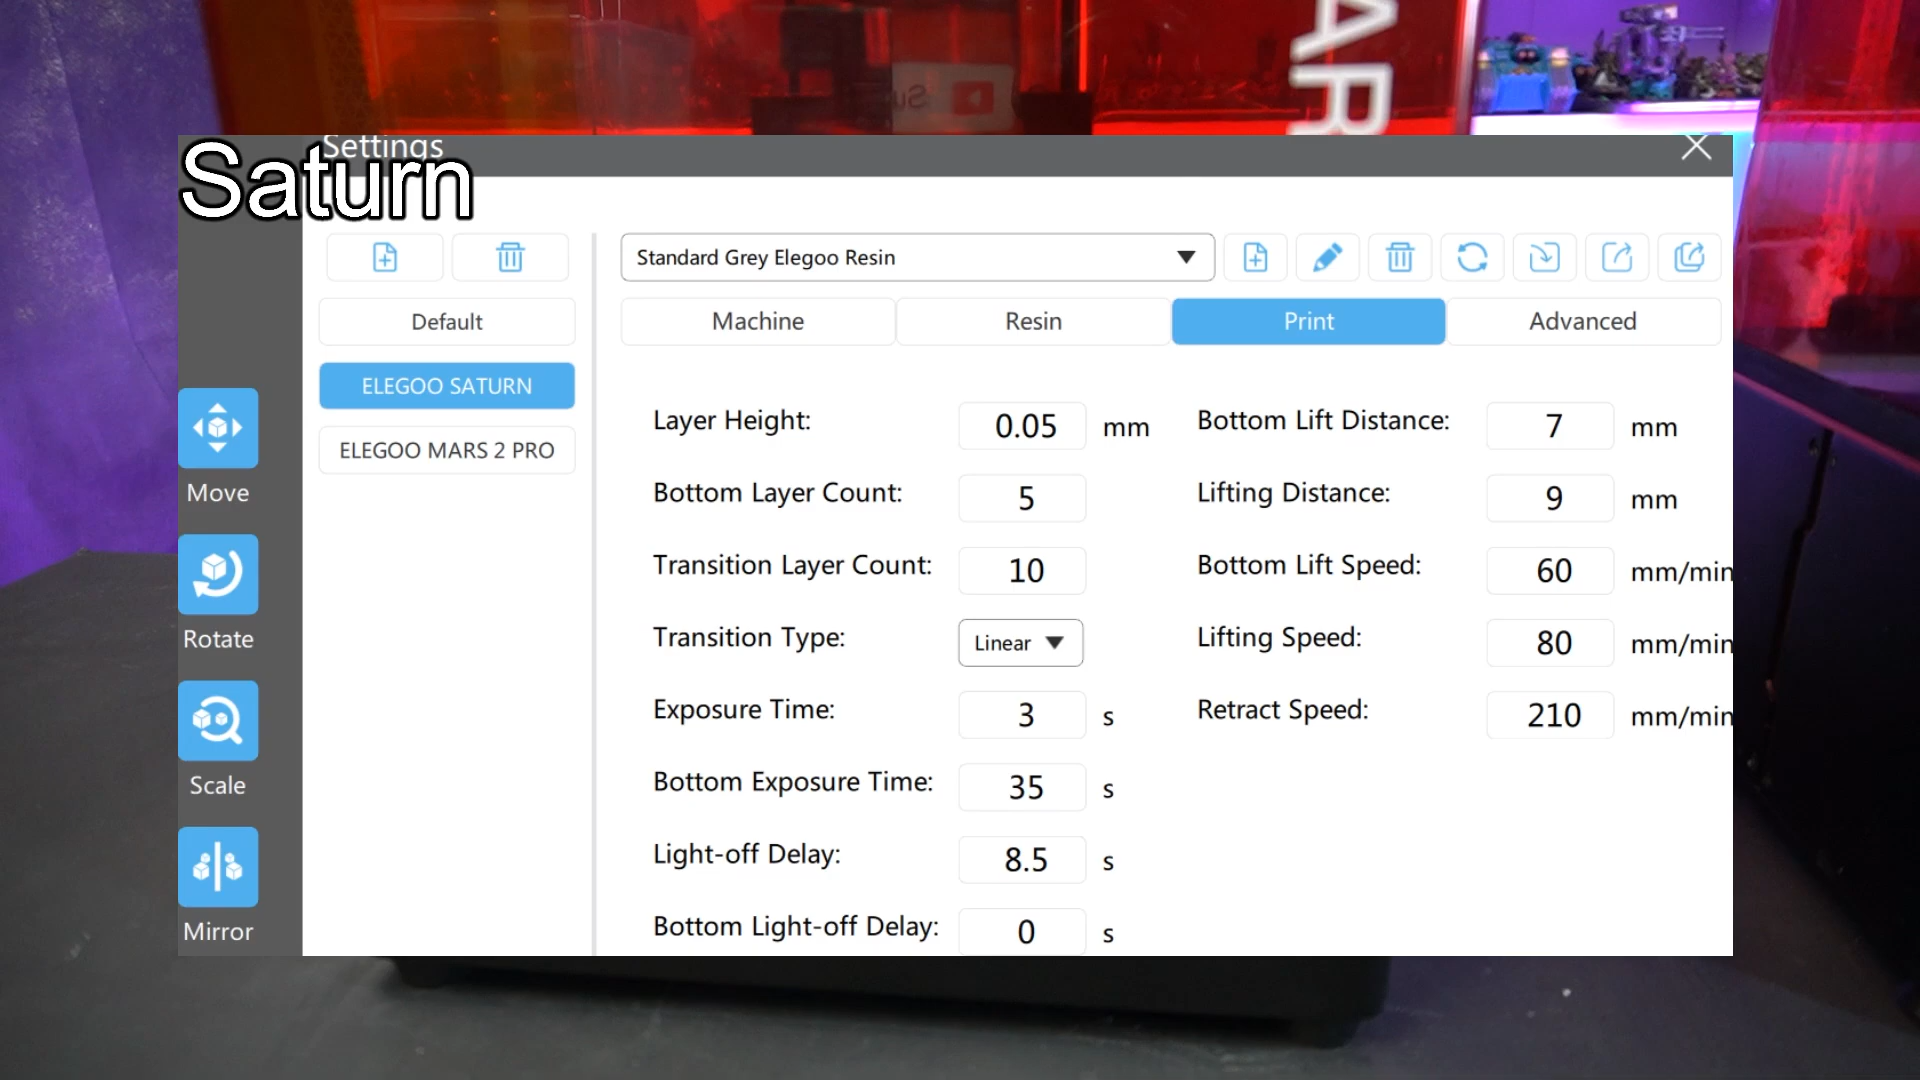 AR
Su
Settings
Saturn
Standard Grey Elegoo Resin
Default
Machine
Resin
Print
Advanced
ELEGOO SATURN
ELEGOO MARS 2 PRO
Move
Rotate
Scale
Mirror
Layer Height: 0.05 mm
Bottom Layer Count: 5
Transition Layer Count: 10
Transition Type: Linear
Exposure Time: 3 s
Bottom Exposure Time: 35 s
Light-off Delay: 8.5 s
Bottom Light-off Delay: 0 s
Bottom Lift Distance: 7 mm
Lifting Distance: 9 mm
Bottom Lift Speed: 60 mm/min
Lifting Speed: 80 mm/min
Retract Speed: 210 mm/min